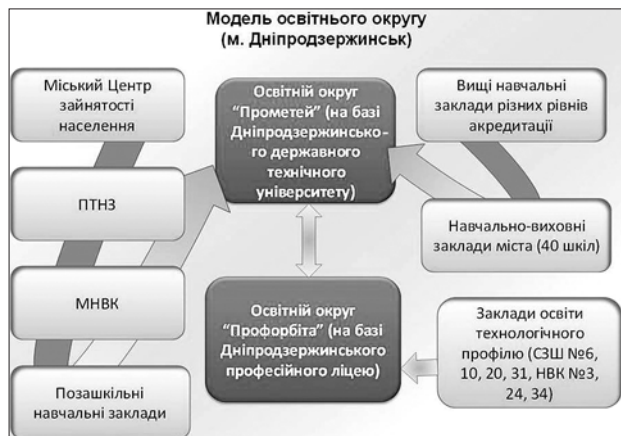 Модель освітнього округу
(м. Дніпродзержинськ)
Міський Центр
зайнятості
населення
ПТНЗ
МНВК
Позашкільні
навчальні заклади
Освітній округ
“Прометей” (на базі
Дніпродзержинсько-
го державного
технічного
університету)
Освітній округ
“Профорбіта” (на базі
Дніпродзержинського
професійного ліцею)
Вищі навчальні
заклади різних рівнів
акредитації
Навчально-виховні
заклади міста (40 шкіл)
Заклади освіти
технологічного
профілю (СЗШ №6,
10, 20, 31, НВК №3,
24, 34)